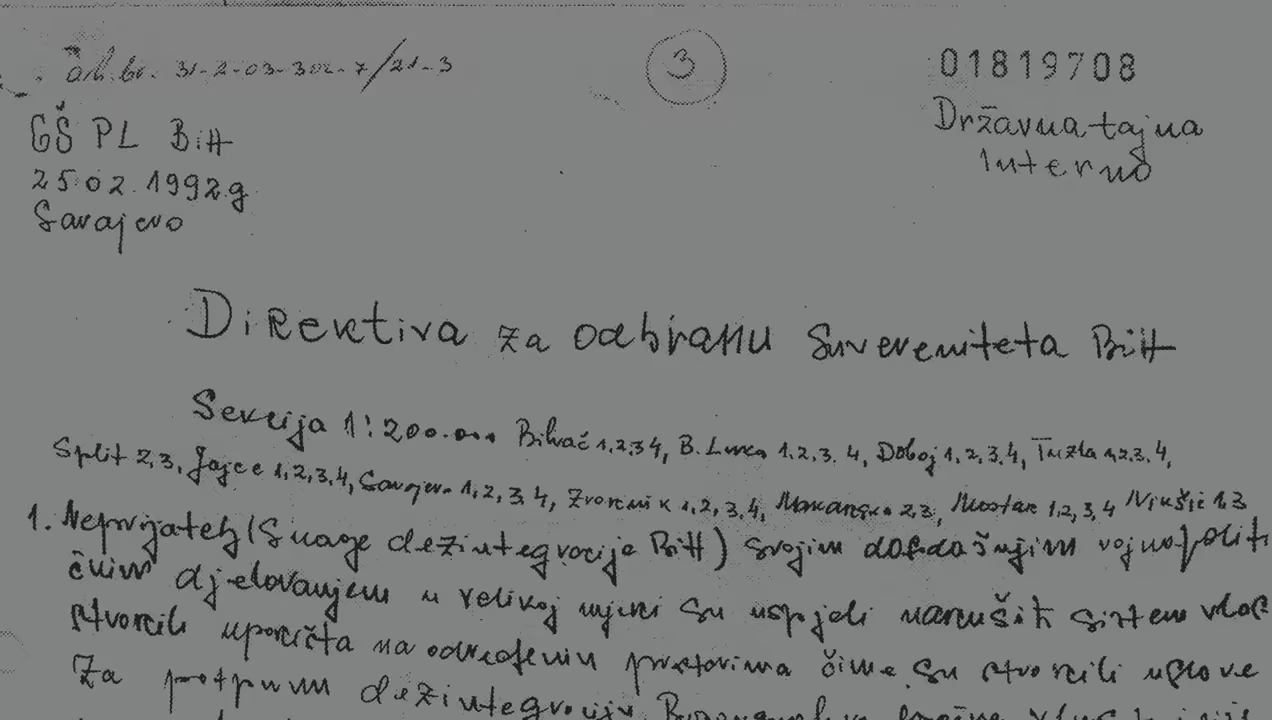 Arh. br. 31-2-03-302-7/21-3
3
01819708
GŠ PL BiH
Državna tajna
Interno
25.02.1992.g
Sarajevo
Direktiva za odbranu Suvereniteta BiH
Sekcija 1:200.000 Bihać 1,2,3,4, B. Luka 1,2,3,4, Doboj 1,2,3,4, Tuzla 1,2,3,4,
Split 2,3, Jajce 1,2,3,4, Sarajevo 1,2,3,4, Zvornik 1,2,3,4, Makarska 2,3, Mostar 1,2,3,4 Nikšić 1,3
1. Neprijatelj (Snage dezintegracije BiH) svojim dosdašnjim vojnopoliti
čkim djelovanjem u velikoj mjeri su uspjeli narušiti sistem vlas
stvorili uporišta na određenim prostorima čime su stvorili uslove
Za potpunu dezintegraciju